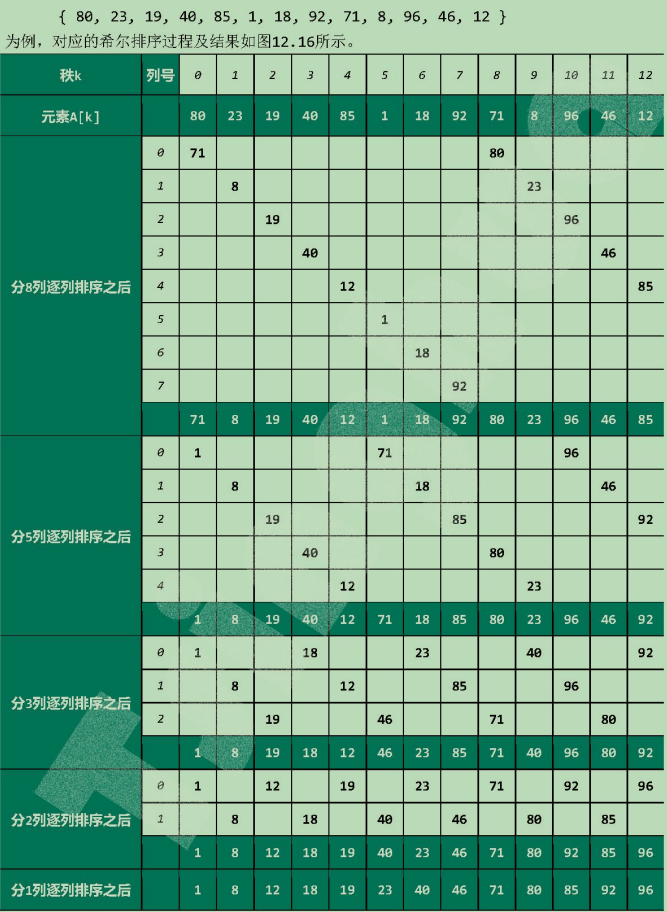 { 80, 23, 19, 40, 85, 1, 18, 92, 71, 8, 96, 46, 12 }
为例，对应的希尔排序过程及结果如图12.16所示。
秩k 列号 0 1 2 3 4 5 6 7 8 9 10 11 12
元素A[k] 80 23 19 40 85 1 18 92 71 8 96 46 12
0 71 80
1 8 23
2 19 96
3 40 46
分8列逐列排序之后 4 12 85
5 1
6 18
7 92
71 8 19 40 12 1 18 92 80 23 96 46 85
0 1 71 96
1 8 18 46
2 19 85 92
分5列逐列排序之后 3 40 80
4 12 23
1 8 19 40 12 71 18 85 80 23 96 46 92
0 1 18 23 40 92
1 8 12 85 96
分3列逐列排序之后 2 19 46 71 80
1 8 19 18 12 46 23 85 71 40 96 80 92
0 1 12 19 23 71 92 96
分2列逐列排序之后 1 8 18 40 46 80 85
1 8 12 18 19 40 23 46 71 80 92 85 96
分1列逐列排序之后 1 8 12 18 19 23 40 46 71 80 85 92 96